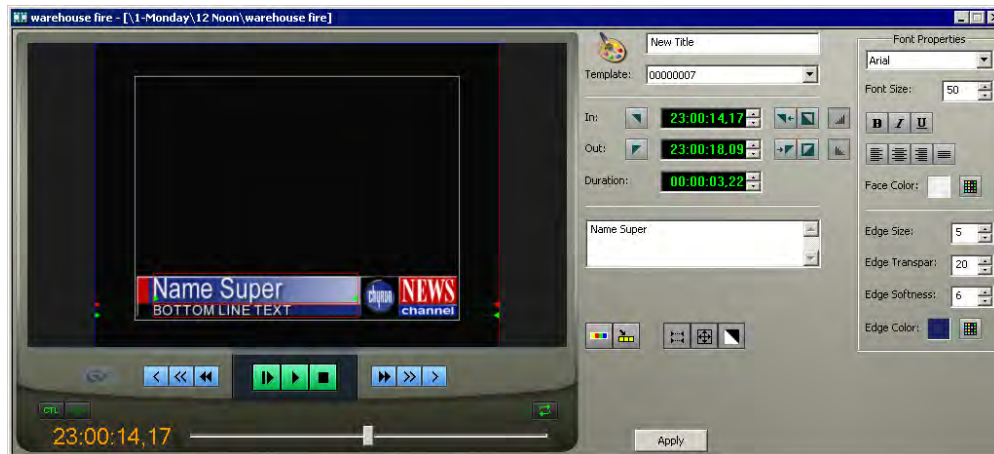 warehouse fire - [\1-Monday\12 Noon\warehouse fire]
New Title
Template: 00000007
In: 23:00:14,17
Out: 23:00:18,09
Duration: 00:00:03,22
Name Super
Font Properties
Arial
Font Size: 50
B I U
Face Color:
Edge Size: 5
Edge Transpar: 20
Edge Softness: 6
Edge Color:
Name Super
BOTTOM LINE TEXT
chyron
NEWS
channel
CTL
23:00:14,17
Apply